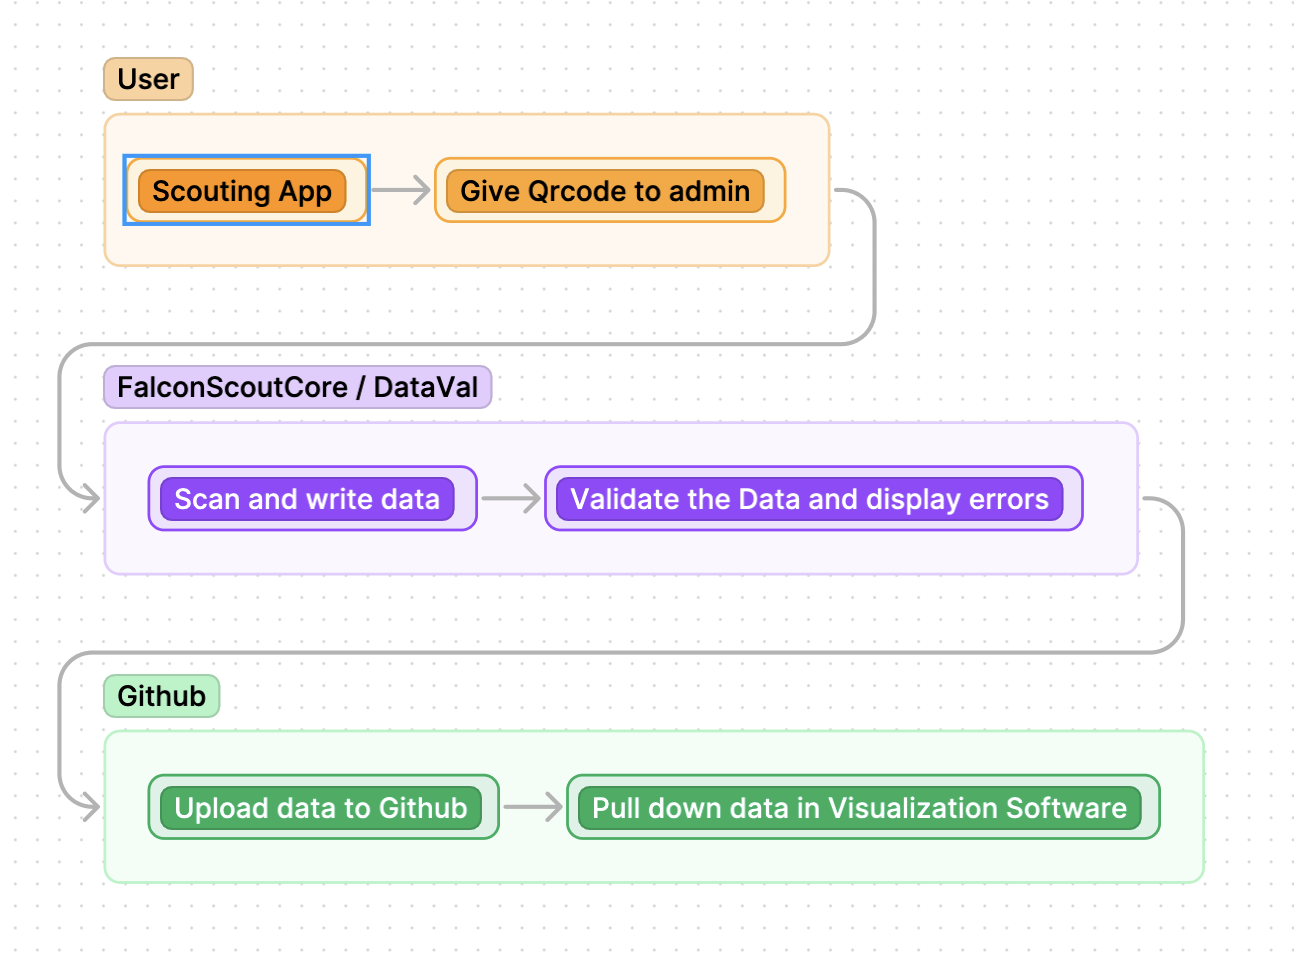 User
Scouting App
Give Qrcode to admin
FalconScoutCore / DataVal
Scan and write data
Validate the Data and display errors
Github
Upload data to Github
Pull down data in Visualization Software